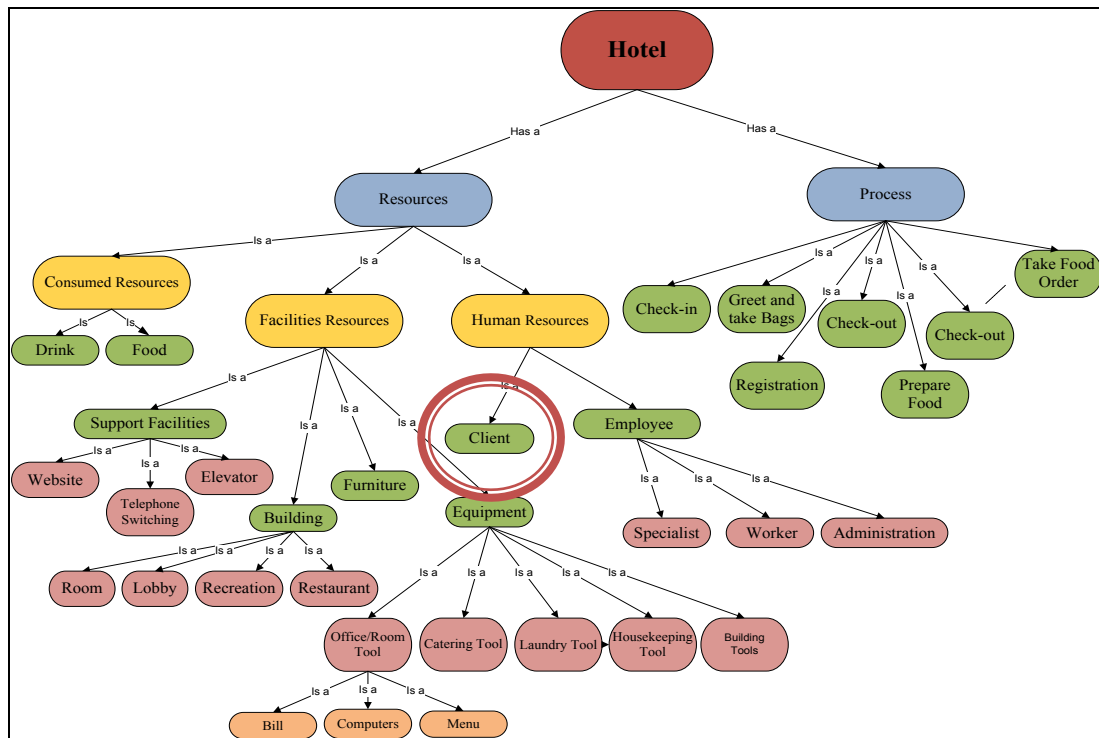 Hotel
Has a
Has a
Resources
Process
Is a
Is a
Is a
Is a
Is a
Is a
Is a
Is a
Consumed Resources
Facilities Resources
Human Resources
Check-in
Greet and
take Bags
Check-out
Check-out
Take Food
Order
Is
Is
Drink
Food
Registration
Prepare
Food
Is a
Is a
Is a
Is a
Is a
Is a
Support Facilities
Client
Employee
Is a
Is a
Is a
Website
Telephone
Switching
Elevator
Furniture
Building
Equipment
Is a
Is a
Is a
Specialist
Worker
Administration
Is a
Is a
Is a
Is a
Room
Lobby
Recreation
Restaurant
Is a
Is a
Is a
Is a
Is a
Office/Room
Tool
Catering Tool
Laundry Tool
Housekeeping
Tool
Building
Tools
Is a
Is a
Is a
Bill
Computers
Menu